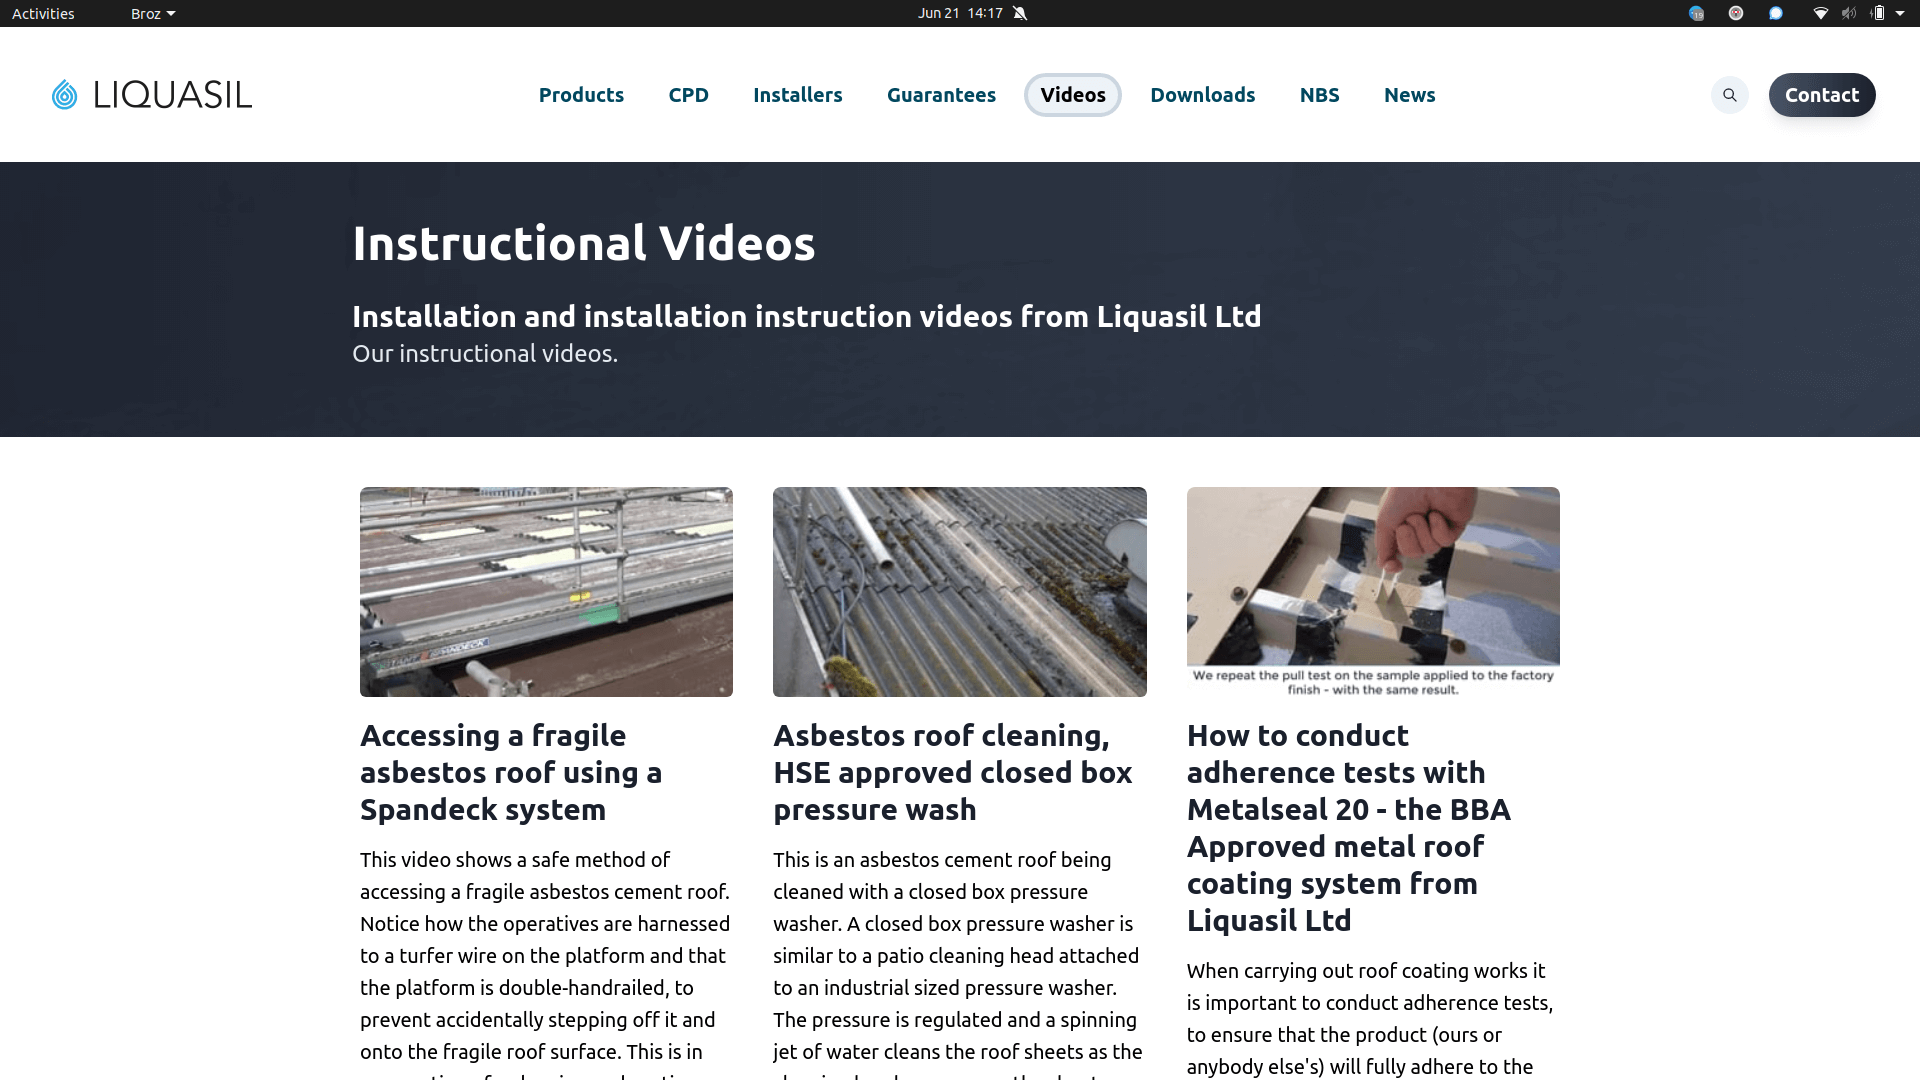 Activities
Broz
Jun 21 14:17
19
LIQUASIL
Products
CPD
Installers
Guarantees
Videos
Downloads
NBS
News
Contact
Instructional Videos
Installation and installation instruction videos from Liquasil Ltd
Our instructional videos.
We repeat the pull test on the sample applied to the factory
finish - with the same result.
Accessing a fragile
asbestos roof using a
Spandeck system
This video shows a safe method of
accessing a fragile asbestos cement roof.
Notice how the operatives are harnessed
to a turfer wire on the platform and that
the platform is double-handrailed, to
prevent accidentally stepping off it and
onto the fragile roof surface. This is in
Asbestos roof cleaning,
HSE approved closed box
pressure wash
This is an asbestos cement roof being
cleaned with a closed box pressure
washer. A closed box pressure washer is
similar to a patio cleaning head attached
to an industrial sized pressure washer.
The pressure is regulated and a spinning
jet of water cleans the roof sheets as the
How to conduct
adherence tests with
Metalseal 20 - the BBA
Approved metal roof
coating system from
Liquasil Ltd
When carrying out roof coating works it
is important to conduct adherence tests,
to ensure that the product (ours or
anybody else's) will fully adhere to the